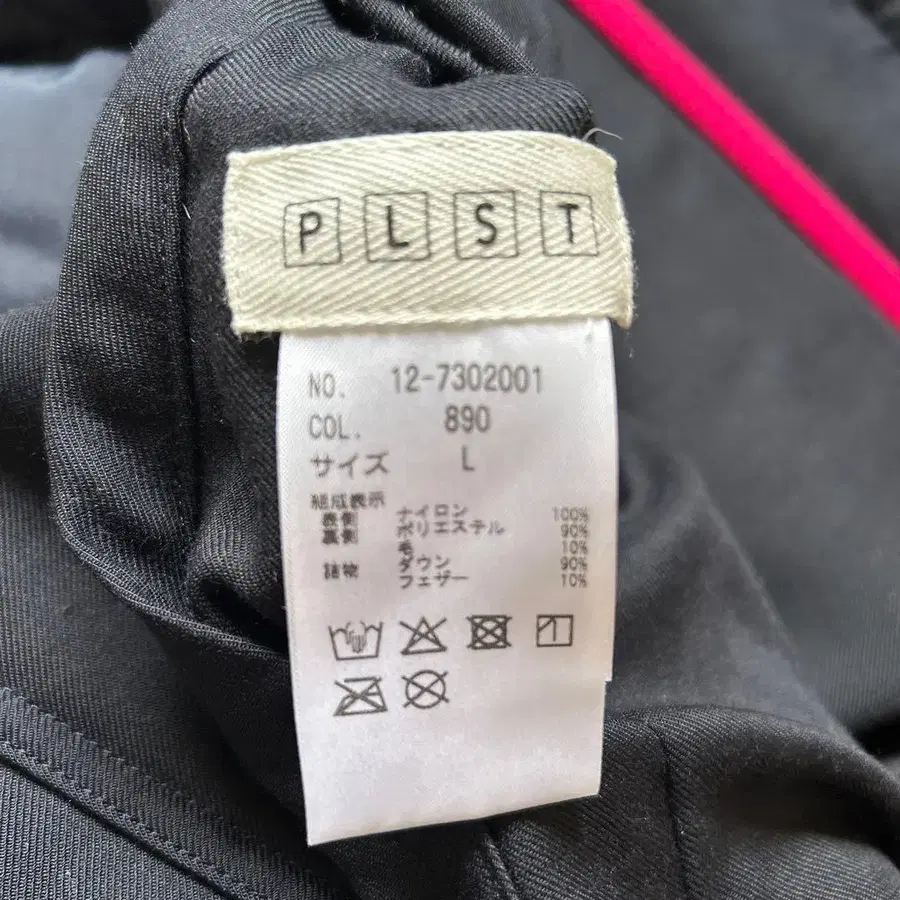 PLST
NO. 12-7302001
COL. 890
サイズ L
組成表示
表側 ナイロン 100%
裏側 ポリエステル 90%
毛 10%
詰物 ダウン 90%
フェザー 10%